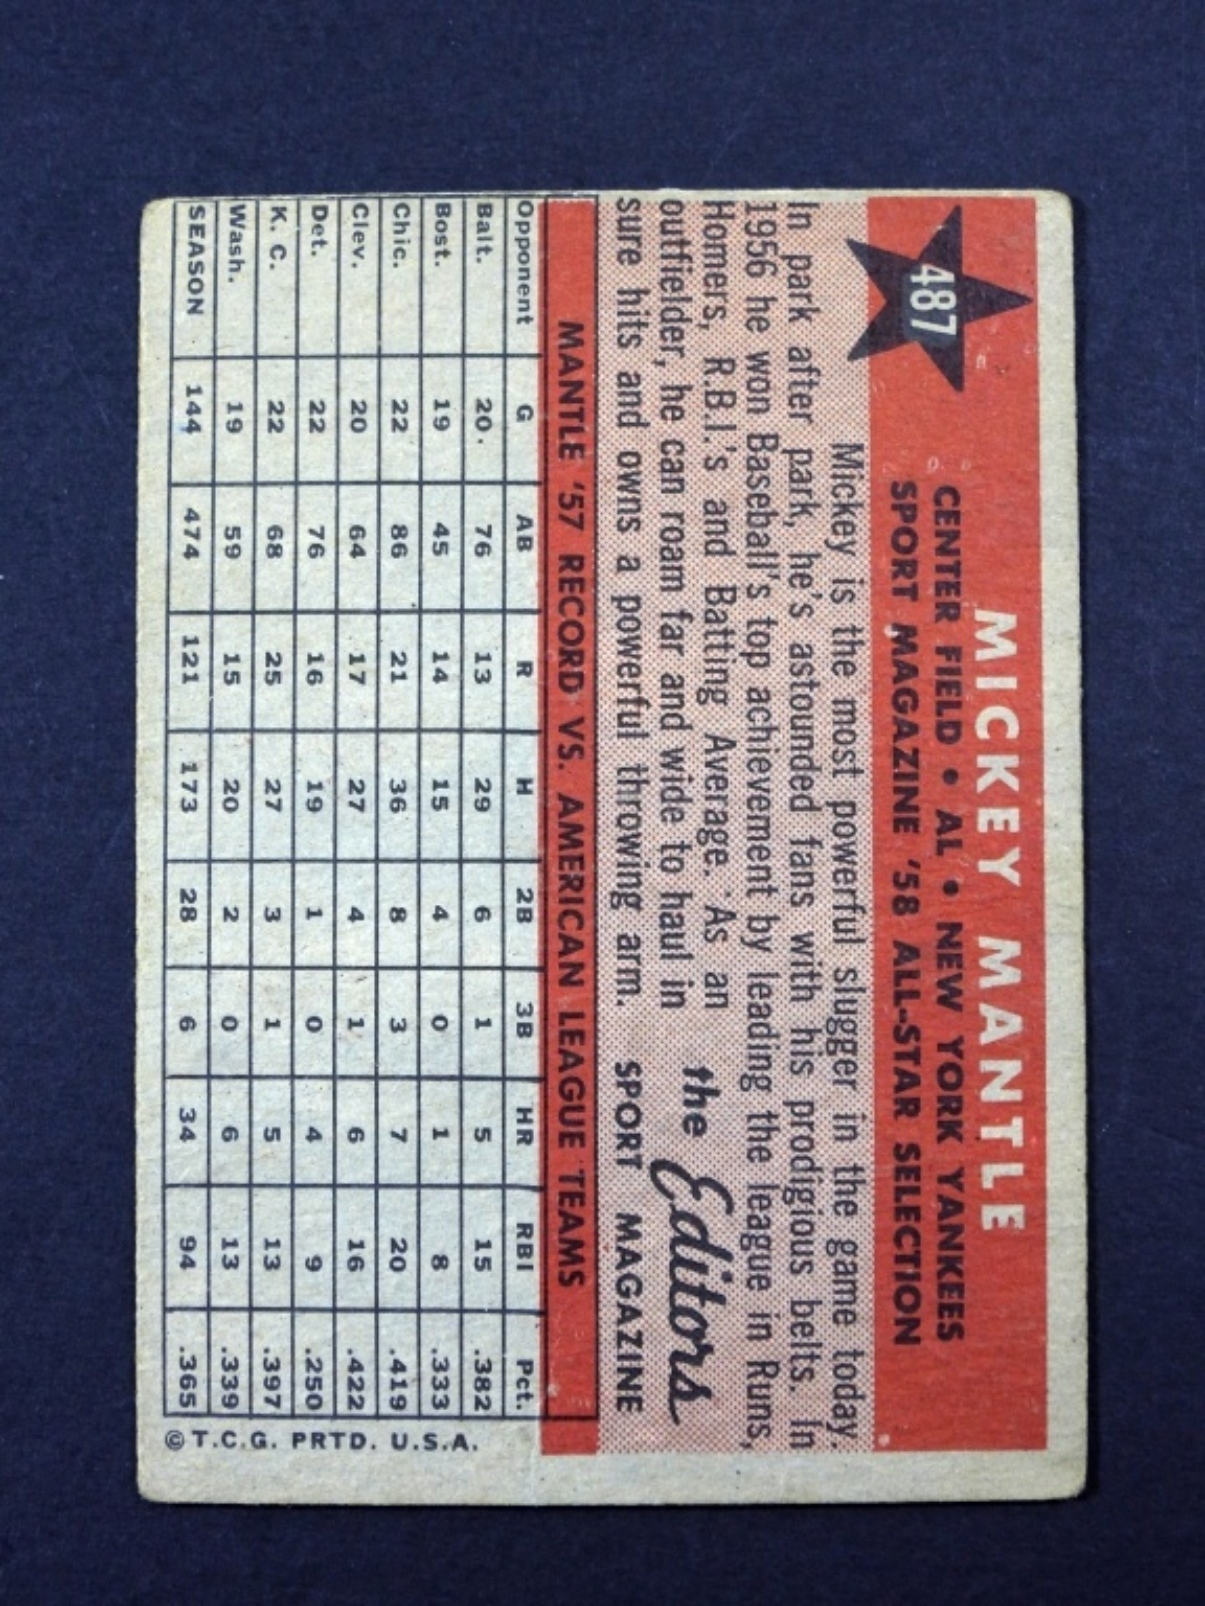 487
MICKEY MANTLE
CENTER FIELD • AL • NEW YORK YANKEES
SPORT MAGAZINE '58 ALL-STAR SELECTION
Mickey is the most powerful slugger in the game today.
In park after park, he's astounded fans with his prodigious belts. In
1956 he won Baseball's top achievement by leading the league in Runs,
Homers, R.B.I.'s and Batting Average. As an
outfielder, he can roam far and wide to haul in
sure hits and owns a powerful throwing arm.
the Editors
SPORT MAGAZINE
MANTLE '57 RECORD VS. AMERICAN LEAGUE TEAMS
Opponent G AB R H 2B 3B HR RBI Pct.
Balt. 20 76 13 29 6 1 5 15 .382
Bost. 19 45 14 15 4 0 1 8 .333
Chic. 22 86 21 36 8 3 7 20 .419
Clev. 20 64 17 27 4 1 6 16 .422
Det. 22 76 16 19 1 0 4 9 .250
K. C. 22 68 25 27 3 1 5 13 .397
Wash. 19 59 15 20 2 0 6 13 .339
SEASON 144 474 121 173 28 6 34 94 .365
© T.C.G. PRTD. U.S.A.